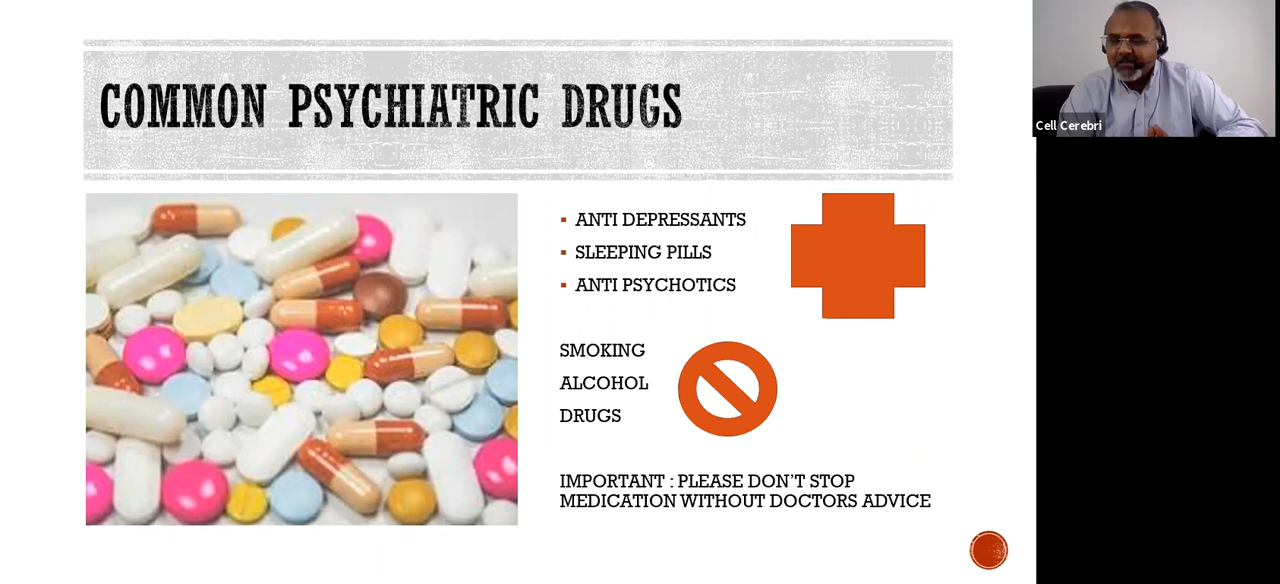 COMMON PSYCHIATRIC DRUGS
ANTI DEPRESSANTS
SLEEPING PILLS
ANTI PSYCHOTICS
SMOKING
ALCOHOL
DRUGS
IMPORTANT : PLEASE DON’T STOP
MEDICATION WITHOUT DOCTORS ADVICE
Cell Cerebri